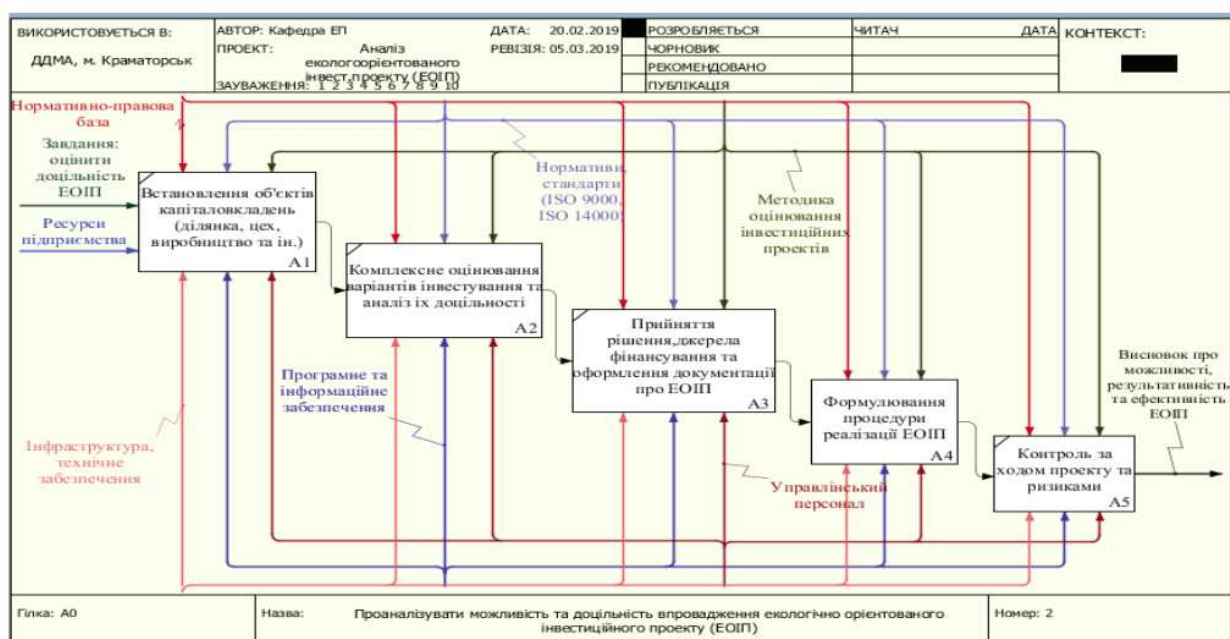 ВИКОРИСТОВУЄТЬСЯ В:
ДДМА, м. Краматорськ
АВТОР: Кафедра ЕП
ДАТА: 20.02.2019
ПРОЕКТ: Аналіз
екологоорієнтованого
інвест.проекту (ЕОІП)
РЕВІЗІЯ: 05.03.2019
ЗАУВАЖЕННЯ: 1 2 3 4 5 6 7 8 9 10
РОЗРОБЛЯЄТЬСЯ
ЧОРНОВИК
РЕКОМЕНДОВАНО
ПУБЛІКАЦІЯ
ЧИТАЧ
ДАТА
КОНТЕКСТ:
Нормативно-правова
база
Завдання:
оцінити
доцільність
ЕОІП
Ресурси
підприємства
Встановлення об'єктів
капіталовкладень
(ділянка, цех,
виробництво та ін.)
A1
Нормативи,
стандарти
(ISO 9000,
ISO 14000)
Методика
оцінювання
інвестиційних
проектів
Комплексне оцінювання
варіантів інвестування та
аналіз їх доцільності
A2
Прийняття
рішення,джерела
фінансування та
оформлення документації
про ЕОІП
A3
Програмне та
інформаційне
забезпечення
Формулювання
процедури
реалізації ЕОІП
A4
Висновок про
можливості,
результативність
та ефективність
ЕОІП
Контроль за
ходом проекту та
ризиками
A5
Інфраструктура,
технічне
забезпечення
Управлінський
персонал
Гілка: A0
Назва: Проаналізувати можливість та доцільність впровадження екологічно орієнтованого
інвестиційного проекту (ЕОІП)
Номер: 2